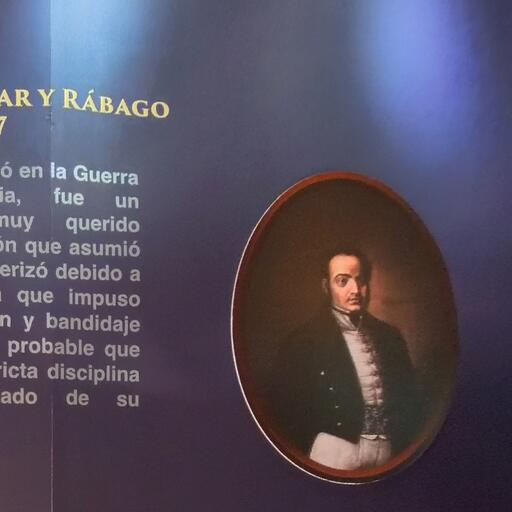 AR Y RÁBAGO
7
ó en la Guerra
ia, fue un
muy querido
ón que asumió
erizó debido a
a que impuso
n y bandidaje
probable que
ricta disciplina
ado de su